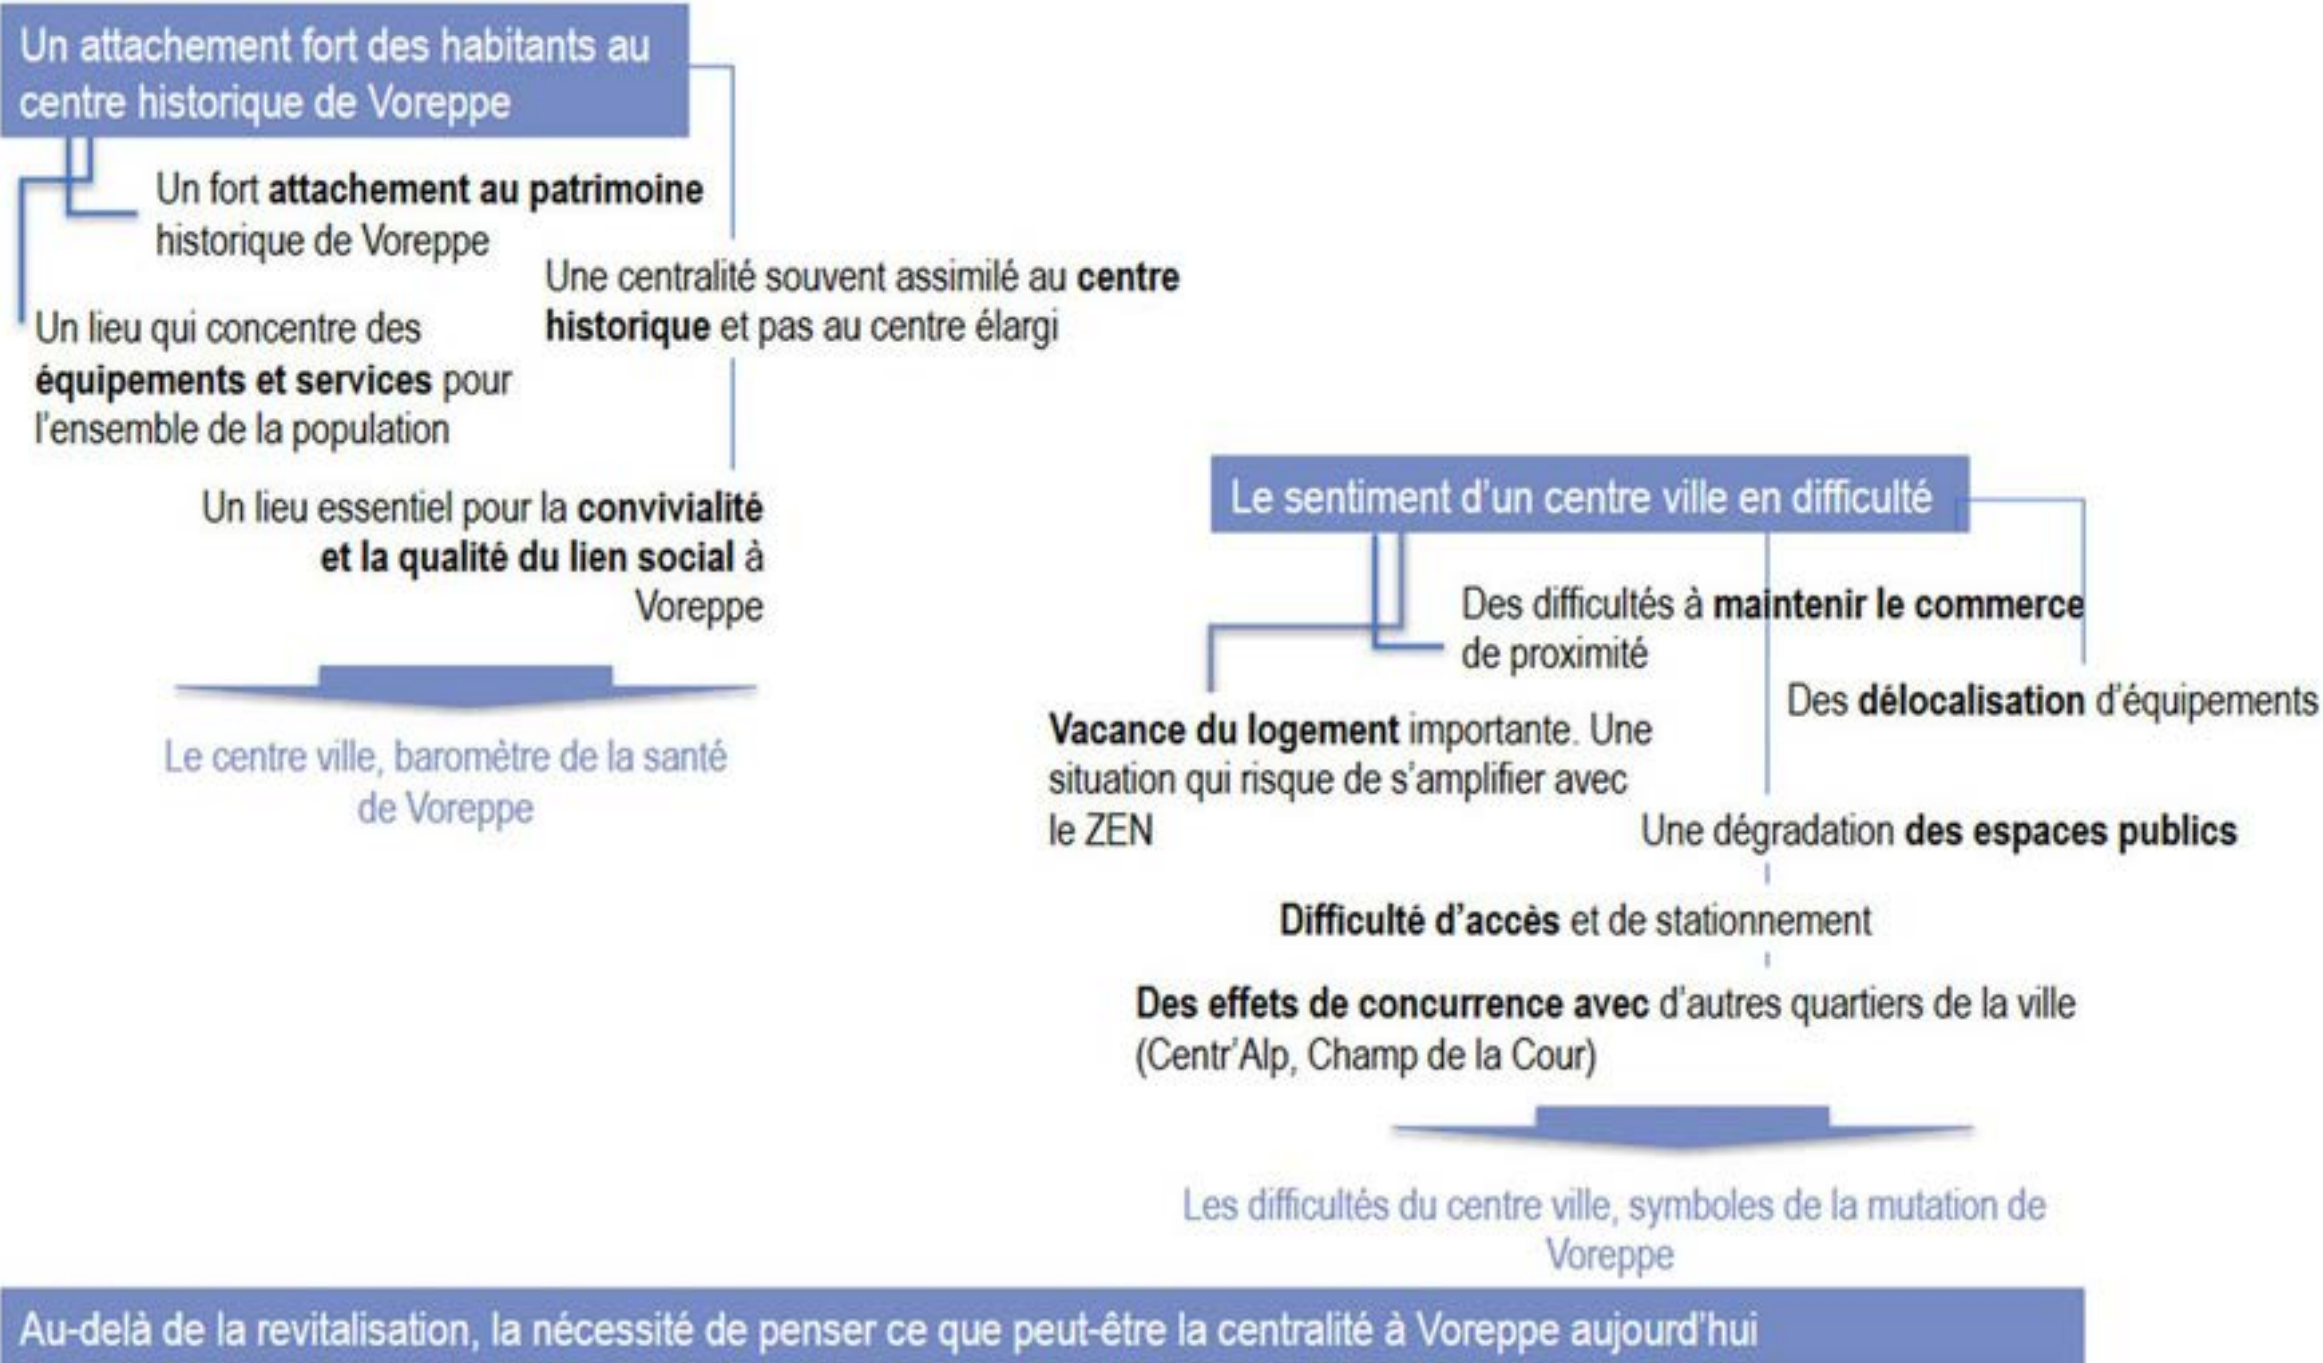 Un attachement fort des habitants au
centre historique de Voreppe
Un fort attachement au patrimoine
historique de Voreppe
Une centralité souvent assimilé au centre
historique et pas au centre élargi
Un lieu qui concentre des
équipements et services pour
l'ensemble de la population
Un lieu essentiel pour la convivialité
et la qualité du lien social à
Voreppe
Le centre ville, baromètre de la santé
de Voreppe
Le sentiment d'un centre ville en difficulté
Des difficultés à maintenir le commerce
de proximité
Des délocalisation d'équipements
Vacance du logement importante. Une
situation qui risque de s'amplifier avec
le ZEN
Une dégradation des espaces publics
Difficulté d'accès et de stationnement
Des effets de concurrence avec d'autres quartiers de la ville
(Centr'Alp, Champ de la Cour)
Les difficultés du centre ville, symboles de la mutation de
Voreppe
Au-delà de la revitalisation, la nécessité de penser ce que peut-être la centralité à Voreppe aujourd'hui